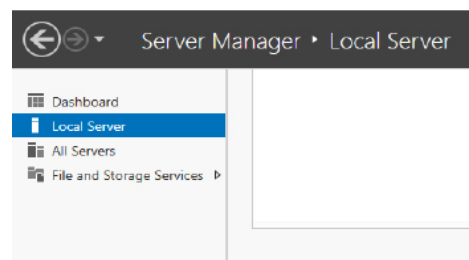 Server Manager ‣ Local Server
Dashboard
Local Server
All Servers
File and Storage Services